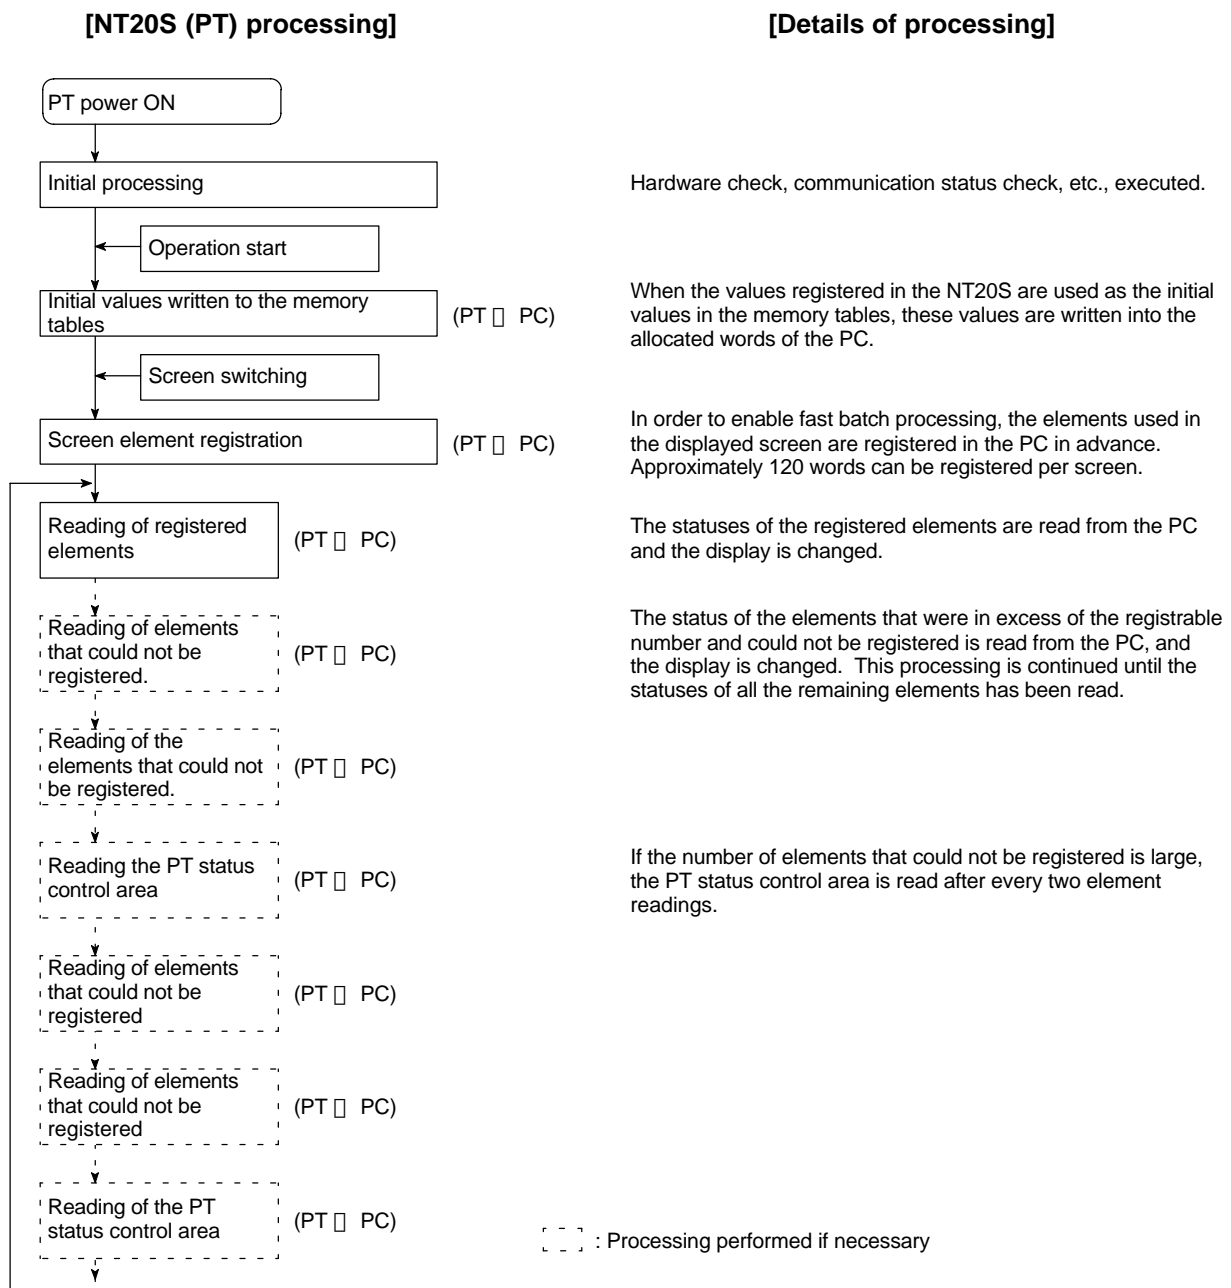 [NT20S (PT) processing]
[Details of processing]
PT power ON
Initial processing
Hardware check, communication status check, etc., executed.
Operation start
Initial values written to the memory
tables
(PT □ PC)
When the values registered in the NT20S are used as the initial
values in the memory tables, these values are written into the
allocated words of the PC.
Screen switching
Screen element registration
(PT □ PC)
In order to enable fast batch processing, the elements used in
the displayed screen are registered in the PC in advance.
Approximately 120 words can be registered per screen.
Reading of registered
elements
(PT □ PC)
The statuses of the registered elements are read from the PC
and the display is changed.
Reading of elements
that could not be
registered.
(PT □ PC)
The status of the elements that were in excess of the registrable
number and could not be registered is read from the PC, and
the display is changed.  This processing is continued until the
statuses of all the remaining elements has been read.
Reading of the
elements that could not
be registered.
(PT □ PC)
Reading the PT status
control area
(PT □ PC)
If the number of elements that could not be registered is large,
the PT status control area is read after every two element
readings.
Reading of elements
that could not be
registered
(PT □ PC)
Reading of elements
that could not be
registered
(PT □ PC)
Reading of the PT
status control area
(PT □ PC)
: Processing performed if necessary